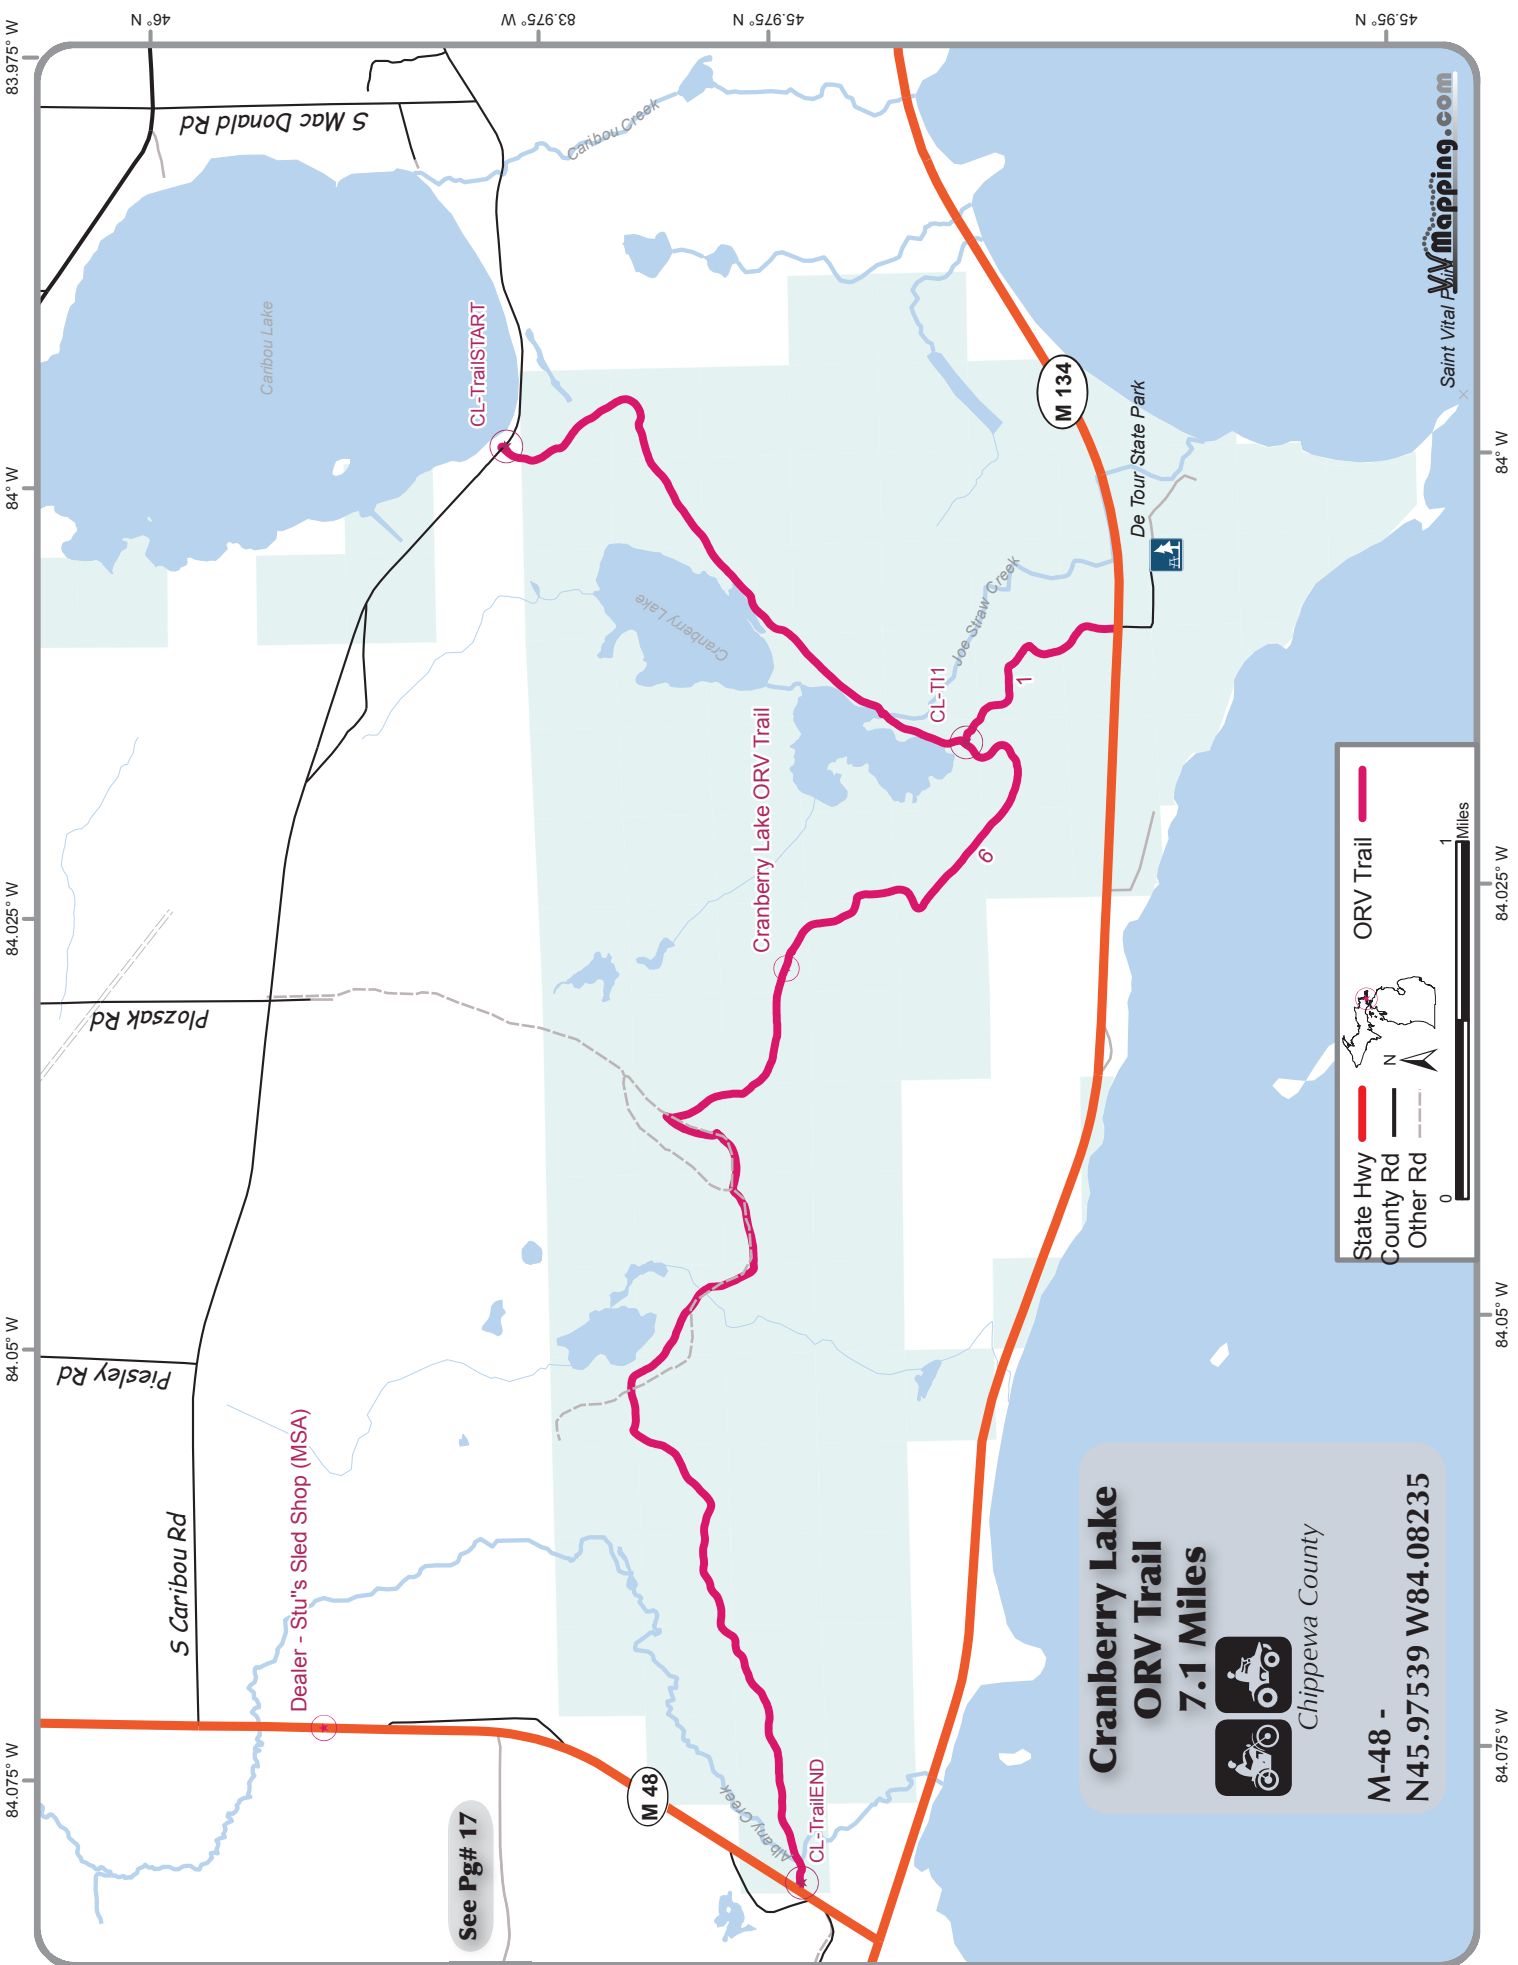 84.075° W
84.05° W
84.025° W
84° W
83.975° W
46° N
83.975° W
45.975° N
45.95° N
Piesley Rd
Plozsak Rd
S Mac Donald Rd
S Caribou Rd
Caribou Lake
Dealer - Stu"s Sled Shop (MSA)
See Pg# 17
CL-TrailSTART
Caribou Creek
M 48
Cranberry Lake
Albany Creek
CL-TrailEND
Cranberry Lake ORV Trail
CL-TI1
Joe Straw Creek
6
1
M 134
De Tour State Park
Cranberry Lake
ORV Trail
7.1 Miles
Chippewa County
M-48 -
N45.97539 W84.08235
State Hwy
County Rd
Other Rd
N
ORV Trail
0
1
Miles
VVMapping.com
Saint Vital Point
84.075° W
84.05° W
84.025° W
84° W